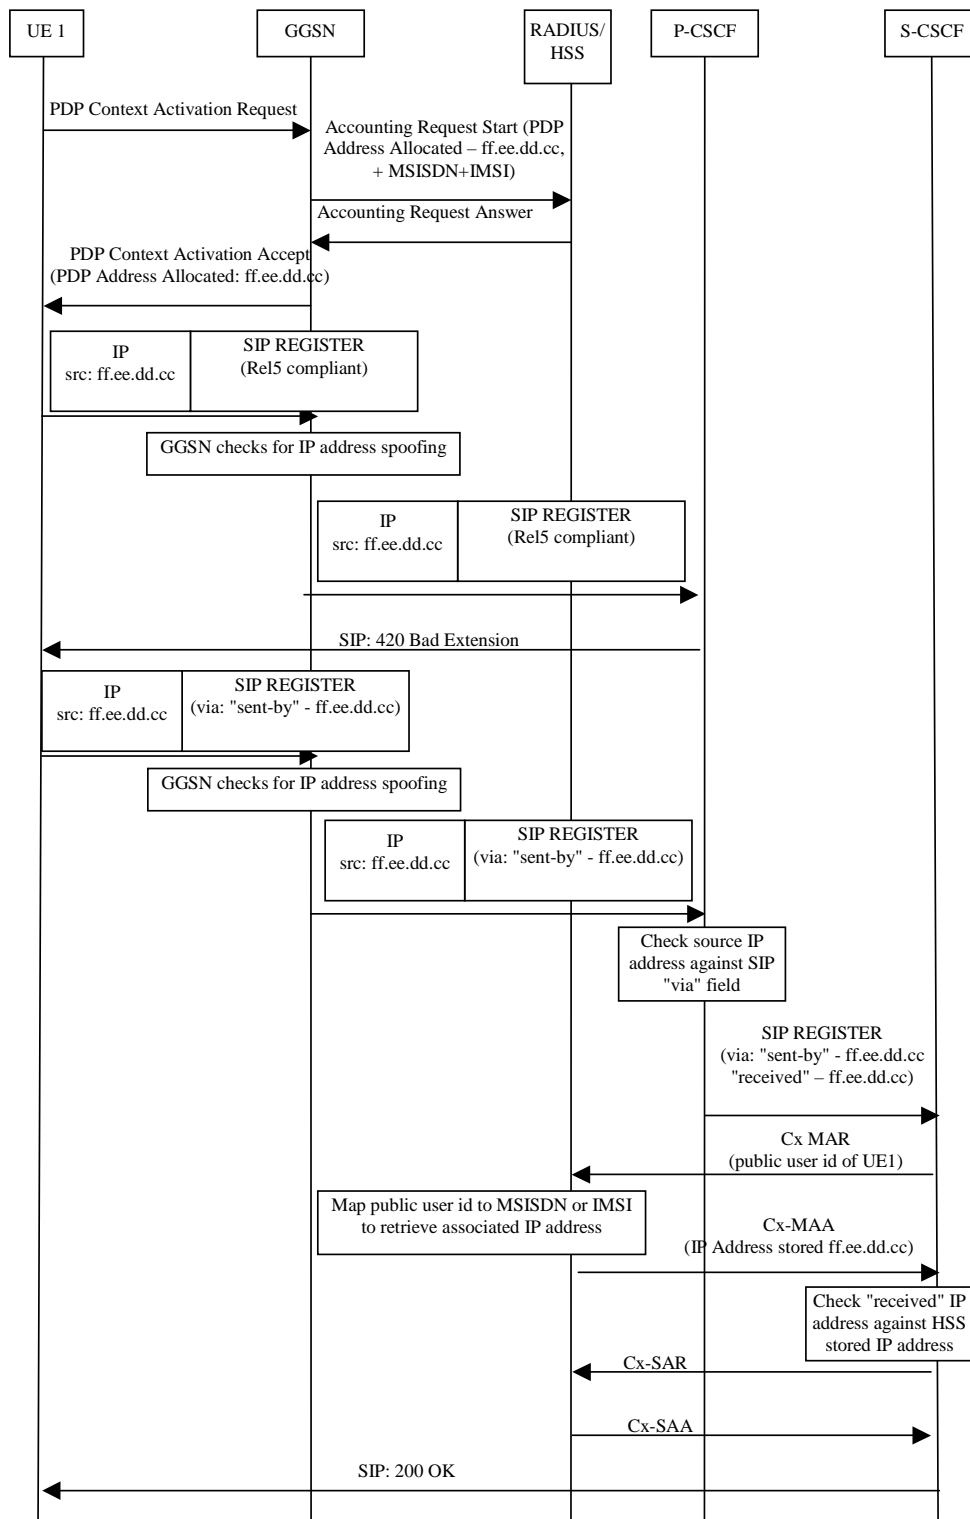 UE 1
GGSN
RADIUS/
HSS
P-CSCF
S-CSCF
PDP Context Activation Request
Accounting Request Start (PDP
Address Allocated – ff.ee.dd.cc,
+ MSISDN+IMSI)
Accounting Request Answer
PDP Context Activation Accept
(PDP Address Allocated: ff.ee.dd.cc)
IP
src: ff.ee.dd.cc
SIP REGISTER
(Rel5 compliant)
GGSN checks for IP address spoofing
IP
src: ff.ee.dd.cc
SIP REGISTER
(Rel5 compliant)
SIP: 420 Bad Extension
IP
src: ff.ee.dd.cc
SIP REGISTER
(via: "sent-by" - ff.ee.dd.cc)
GGSN checks for IP address spoofing
IP
src: ff.ee.dd.cc
SIP REGISTER
(via: "sent-by" - ff.ee.dd.cc)
Check source IP
address against SIP
"via" field
SIP REGISTER
(via: "sent-by" - ff.ee.dd.cc
"received" – ff.ee.dd.cc)
Cx MAR
(public user id of UE1)
Map public user id to MSISDN or IMSI
to retrieve associated IP address
Cx-MAA
(IP Address stored ff.ee.dd.cc)
Check "received" IP
address against HSS
stored IP address
Cx-SAR
Cx-SAA
SIP: 200 OK